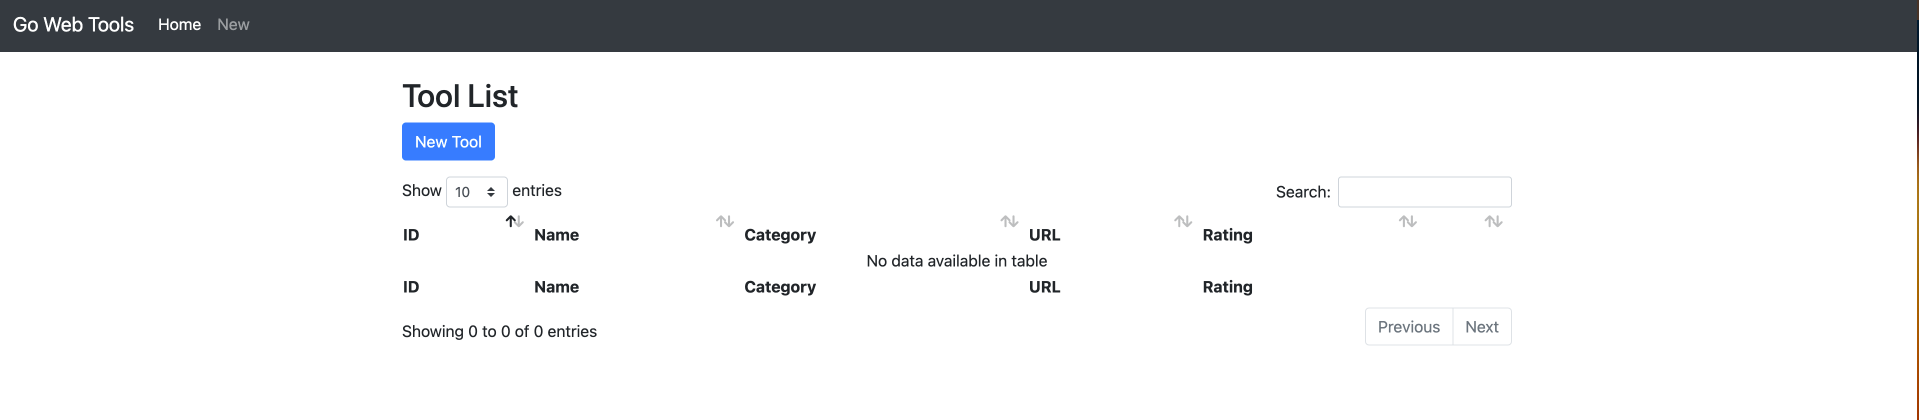 Go Web Tools Home New
Tool List
New Tool
Show 10 entries Search:
ID Name Category URL Rating
No data available in table
ID Name Category URL Rating
Showing 0 to 0 of 0 entries Previous Next